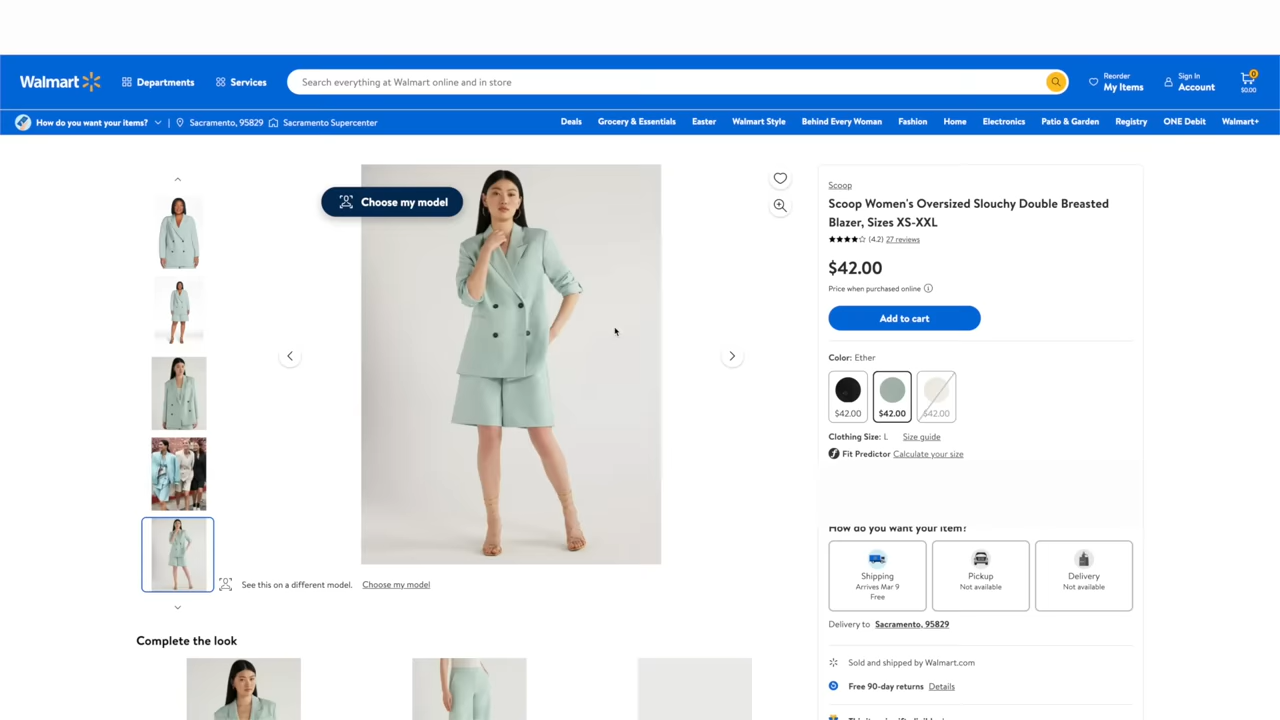 Walmart
Departments
Services
Search everything at Walmart online and in store
Reorder
My Items
Sign In
Account
0
$0.00
How do you want your items?
Sacramento, 95829
Sacramento Supercenter
Deals
Grocery & Essentials
Easter
Walmart Style
Behind Every Woman
Fashion
Home
Electronics
Patio & Garden
Registry
ONE Debit
Walmart+
Choose my model
See this on a different model. Choose my model
Complete the look
Scoop
Scoop Women's Oversized Slouchy Double Breasted
Blazer, Sizes XS-XXL
(4.2) 27 reviews
$42.00
Price when purchased online
Add to cart
Color: Ether
$42.00
$42.00
$42.00
Clothing Size: L Size guide
Fit Predictor Calculate your size
How do you want your item?
Shipping
Arrives Mar 9
Free
Pickup
Not available
Delivery
Not available
Delivery to Sacramento, 95829
Sold and shipped by Walmart.com
Free 90-day returns Details